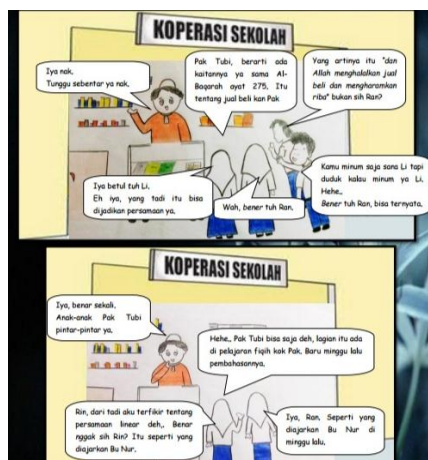 KOPERASI SEKOLAH
Iya nak,
Tunggu sebentar ya nak.
Pak Tubi, berarti ada
kaitannya ya sama Al-
Baqarah ayat 275, Itu
tentang jual beli kan Pak
Yang artinya itu "dan
Allah menghalalkan jual
beli dan mengharamkan
riba" bukan sih Ran?
Iya betul tuh Li,
Eh iya, yang tadi itu bisa
dijadikan persamaan ya,
Wah, bener tuh Ran,
Kamu minum saja sana Li tapi
duduk kalau minum ya Li,
Hehe,,
Bener tuh Ran, bisa ternyata.
KOPERASI SEKOLAH
Iya, benar sekali,
Anak-anak Pak Tubi
pintar-pintar ya,
Hehe,, Pak Tubi bisa saja deh, lagian itu ada
di pelajaran fiqih kok Pak, Baru minggu lalu
pembahasannya,
Rin, dari tadi aku terfikir tentang
persamaan linear deh,, Benar
nggak sih Rin? Itu seperti yang
diajarkan Bu Nur,
Iya, Ran, Seperti yang
diajarkan Bu Nur di
minggu lalu,